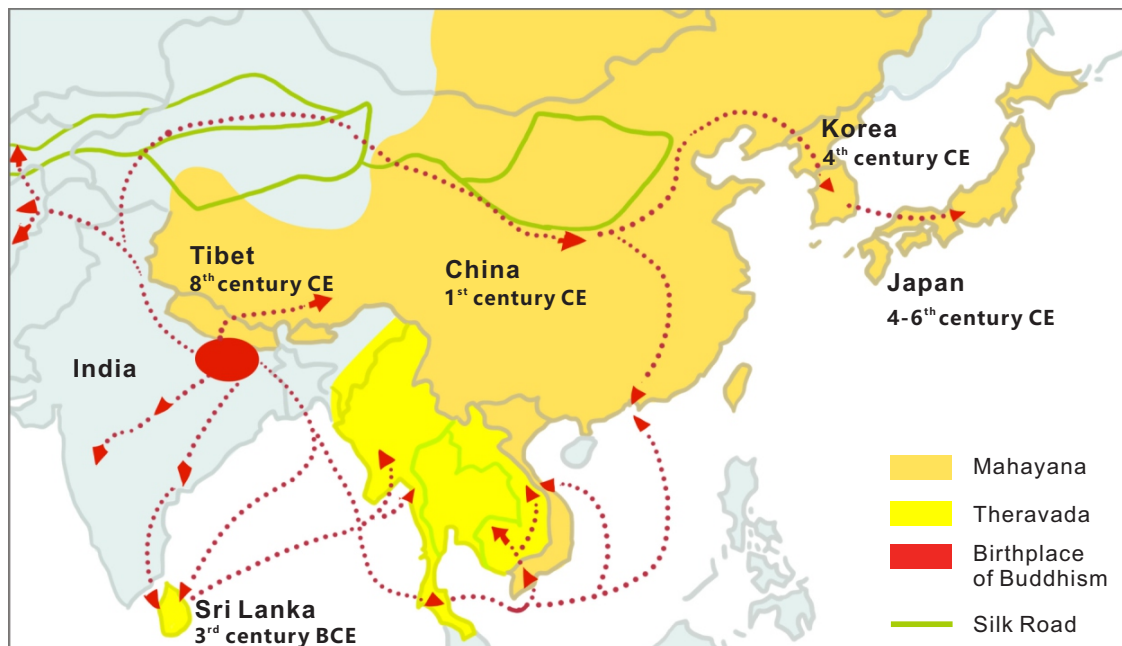 Korea
4th century CE
Tibet
8th century CE
China
1st century CE
Japan
4-6th century CE
India
Sri Lanka
3rd century BCE
Mahayana
Theravada
Birthplace
of Buddhism
Silk Road